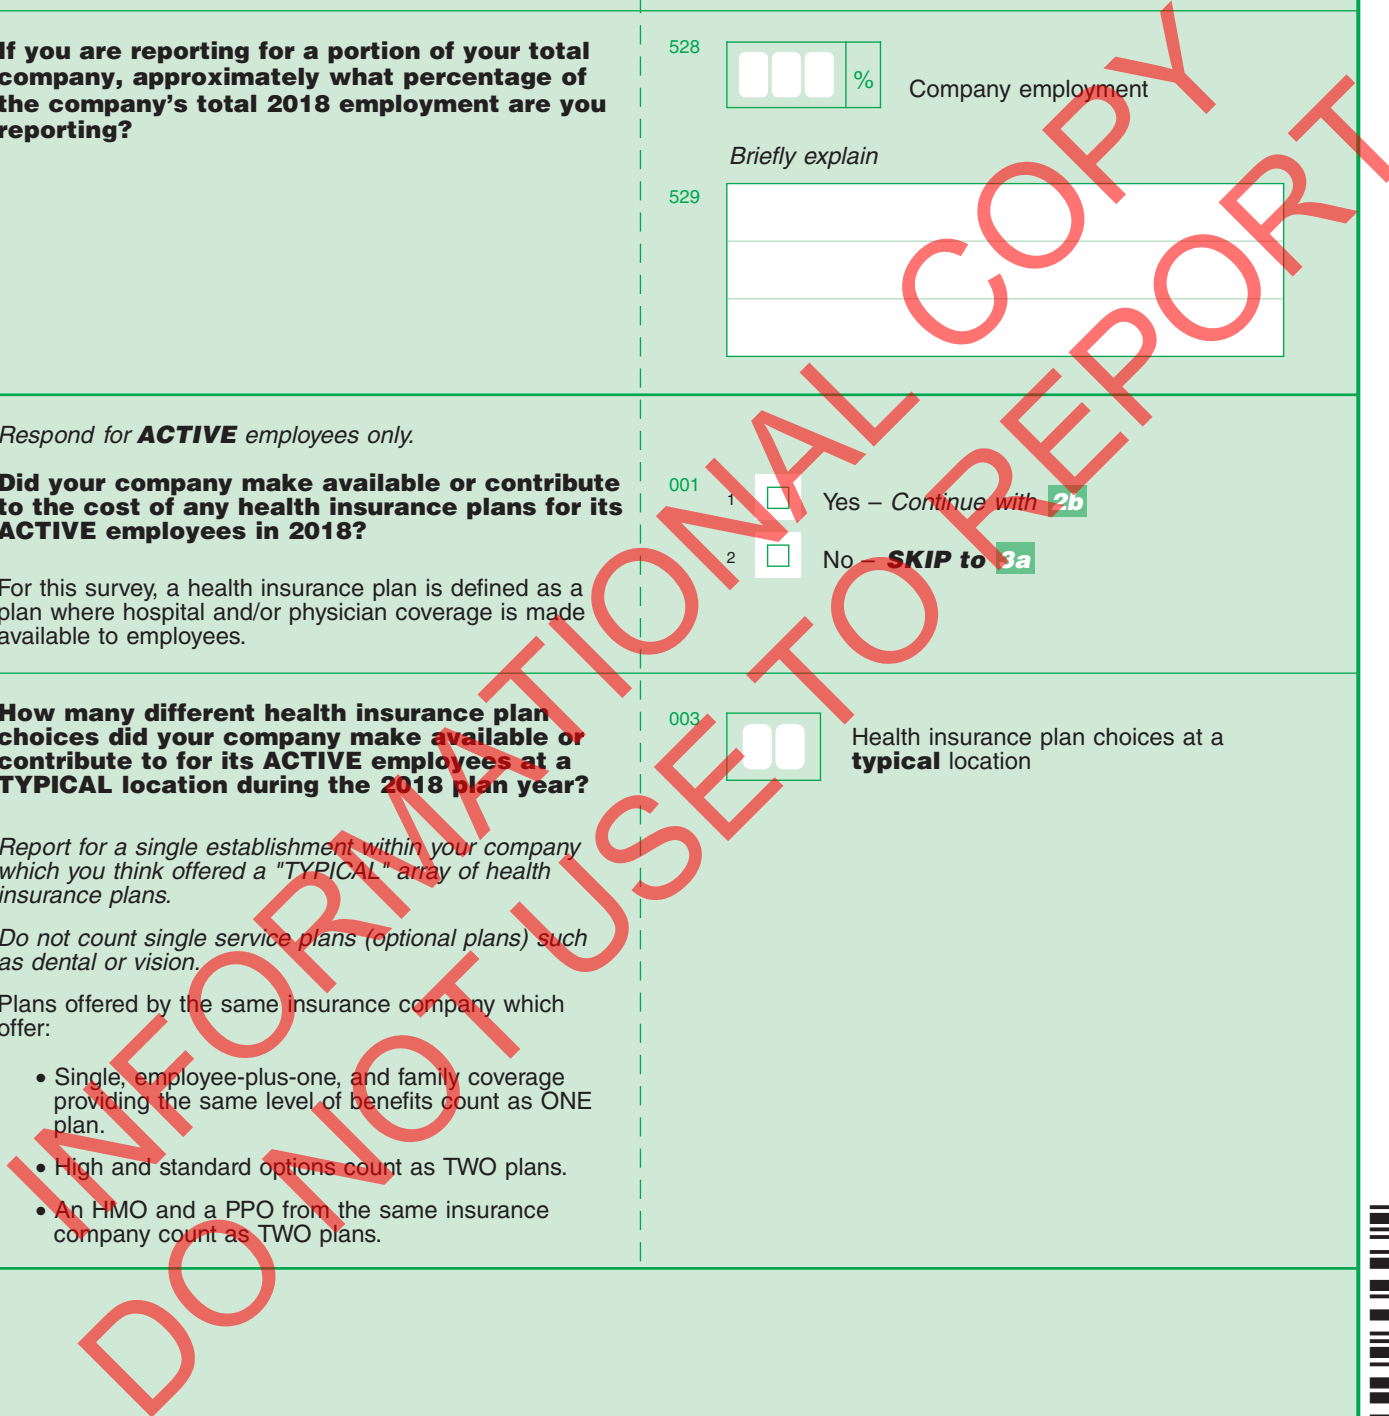 If you are reporting for a portion of your total
company, approximately what percentage of
the company's total 2018 employment are you
reporting?
528
%
Company employment
Briefly explain
529
Respond for ACTIVE employees only.
Did your company make available or contribute
to the cost of any health insurance plans for its
ACTIVE employees in 2018?
For this survey, a health insurance plan is defined as a
plan where hospital and/or physician coverage is made
available to employees.
001
1 Yes – Continue with 2b
2 No – SKIP to 3a
How many different health insurance plan
choices did your company make available or
contribute to for its ACTIVE employees at a
TYPICAL location during the 2018 plan year?
Report for a single establishment within your company
which you think offered a "TYPICAL" array of health
insurance plans.
Do not count single service plans (optional plans) such
as dental or vision.
Plans offered by the same insurance company which
offer:
• Single, employee-plus-one, and family coverage
providing the same level of benefits count as ONE
plan.
• High and standard options count as TWO plans.
• An HMO and a PPO from the same insurance
company count as TWO plans.
003
Health insurance plan choices at a
typical location
INFORMATIONAL COPY
DO NOT USE TO REPORT